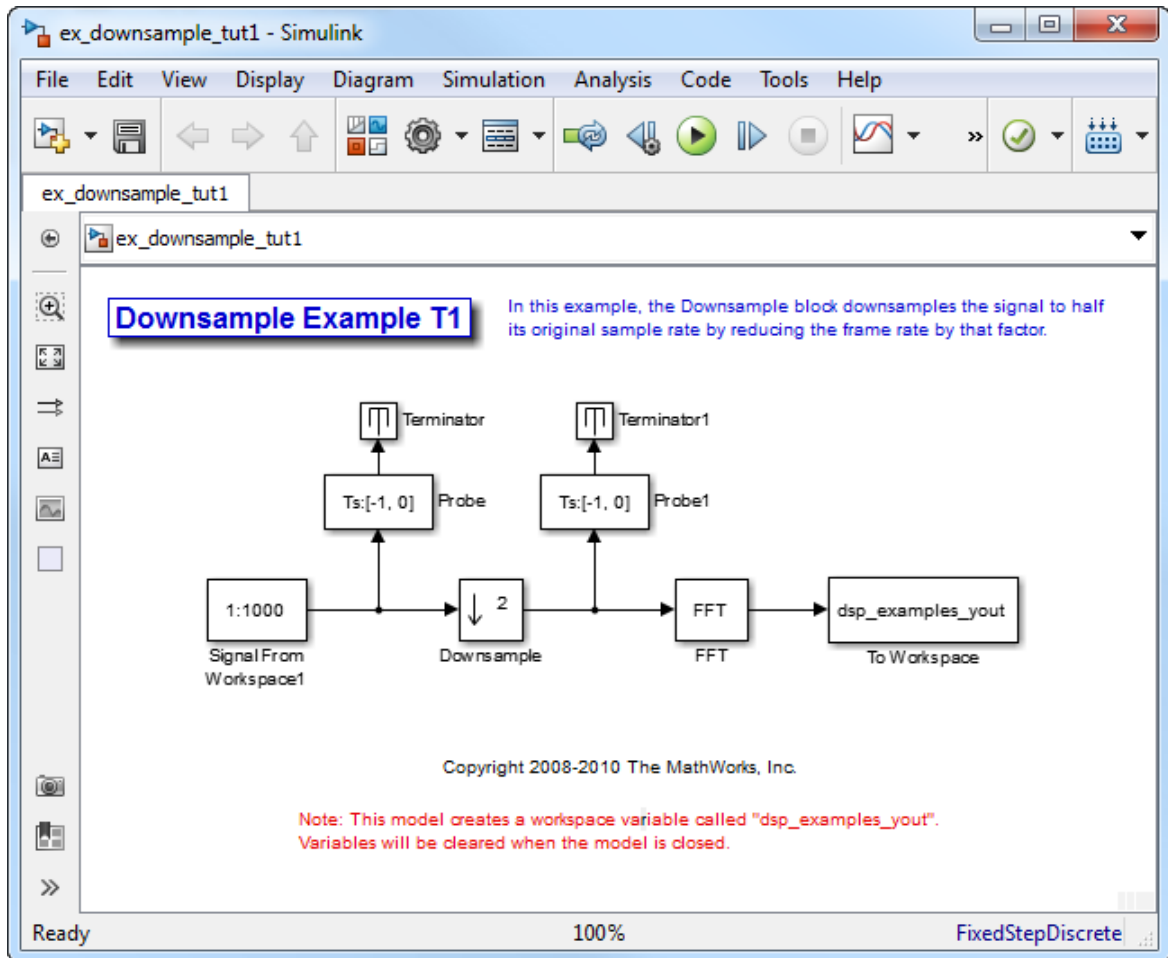 ex_downsample_tut1 - Simulink
File Edit View Display Diagram Simulation Analysis Code Tools Help
ex_downsample_tut1
ex_downsample_tut1
Downsample Example T1
In this example, the Downsample block downsamples the signal to half
its original sample rate by reducing the frame rate by that factor.
Terminator
Terminator1
Ts:[-1, 0]
Probe
Ts:[-1, 0]
Probe1
1:1000
2
FFT
dsp_examples_yout
Signal From
Workspace1
Downsample
FFT
To Workspace
Copyright 2008-2010 The MathWorks, Inc.
Note: This model creates a workspace variable called "dsp_examples_yout".
Variables will be cleared when the model is closed.
Ready
100%
FixedStepDiscrete